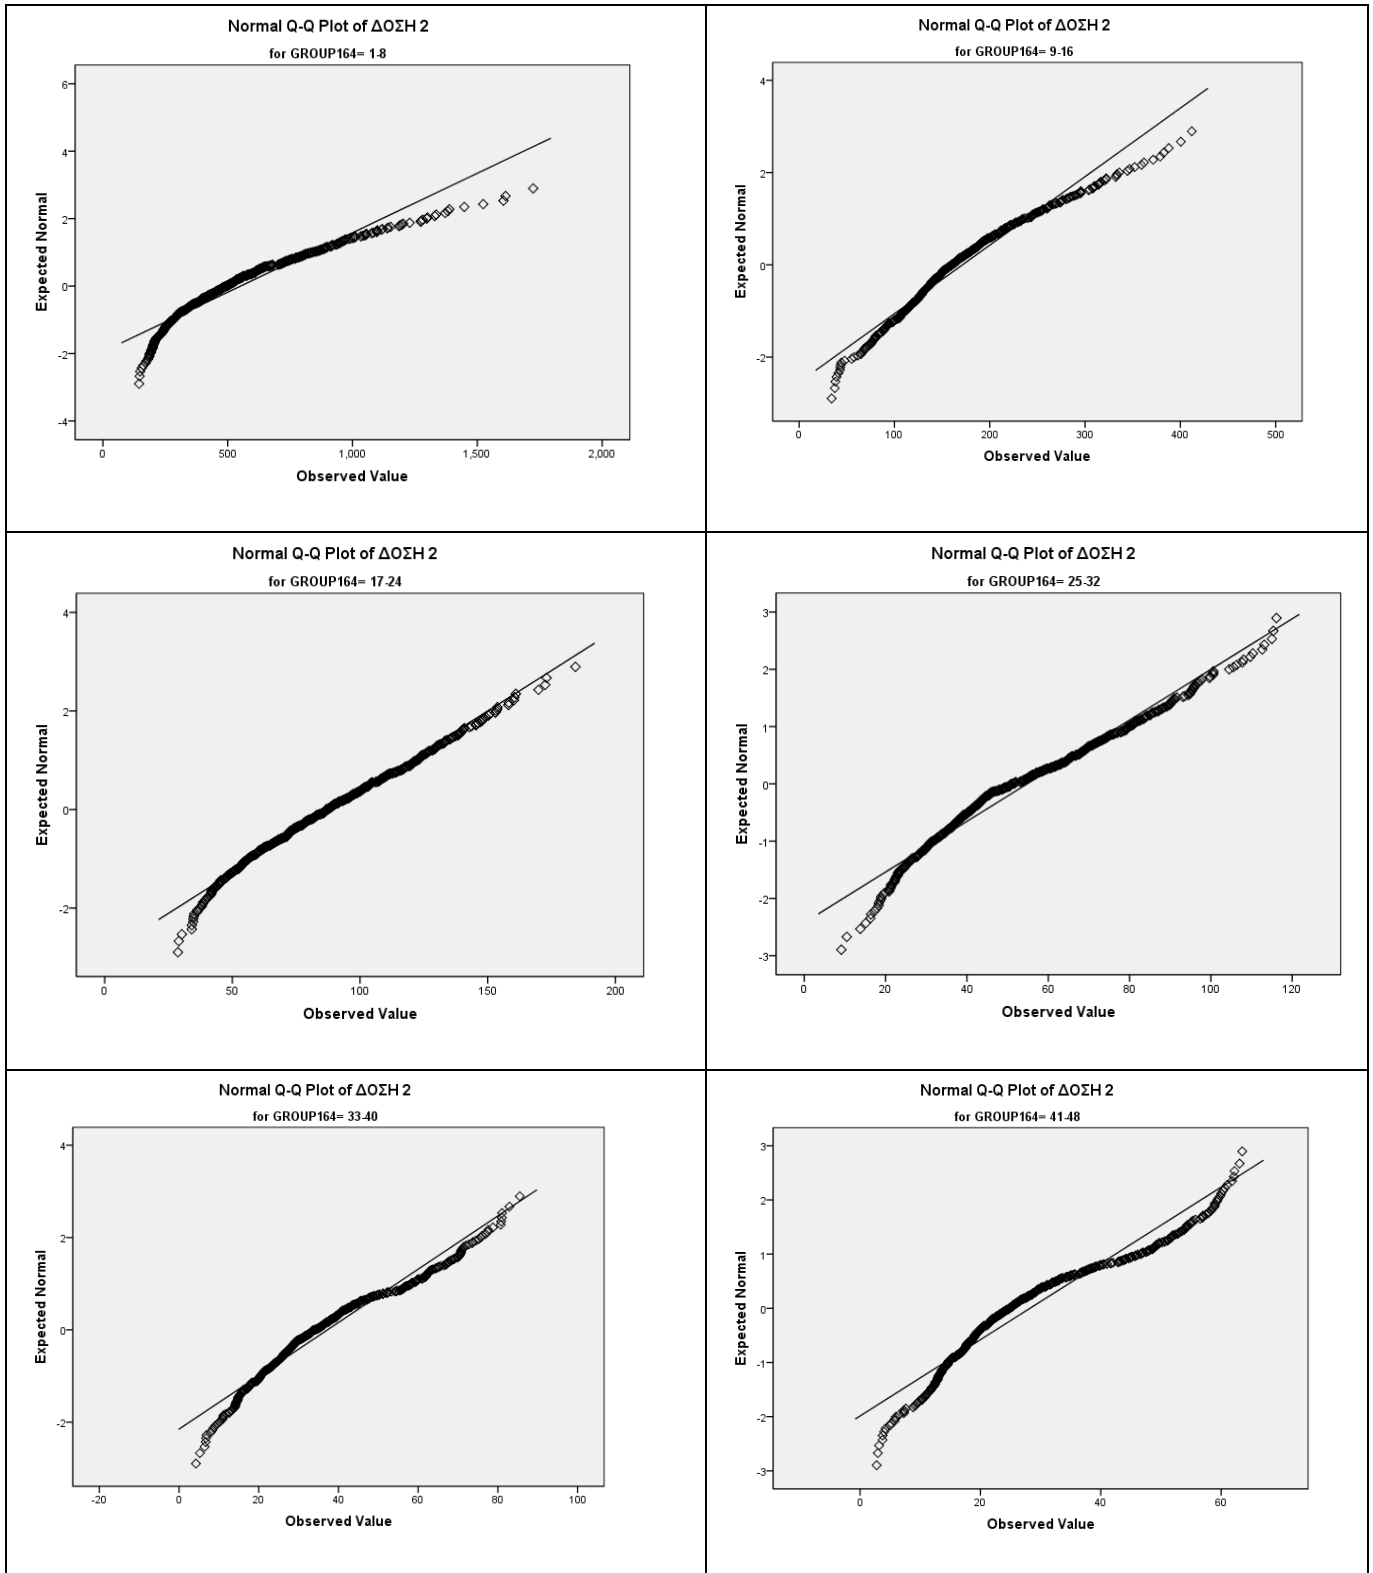 Normal Q-Q Plot of ΔΟΣΗ 2
for GROUP164= 1-8
6
4
2
0
-2
-4
Expected Normal
0 500 1,000 1,500 2,000
Observed Value
Normal Q-Q Plot of ΔΟΣΗ 2
for GROUP164= 9-16
4
2
0
-2
Expected Normal
0 100 200 300 400 500
Observed Value
Normal Q-Q Plot of ΔΟΣΗ 2
for GROUP164= 17-24
4
2
0
-2
Expected Normal
0 50 100 150 200
Observed Value
Normal Q-Q Plot of ΔΟΣΗ 2
for GROUP164= 25-32
3
2
1
0
-1
-2
-3
Expected Normal
0 20 40 60 80 100 120
Observed Value
Normal Q-Q Plot of ΔΟΣΗ 2
for GROUP164= 33-40
4
2
0
-2
Expected Normal
-20 0 20 40 60 80 100
Observed Value
Normal Q-Q Plot of ΔΟΣΗ 2
for GROUP164= 41-48
3
2
1
0
-1
-2
-3
Expected Normal
0 20 40 60
Observed Value